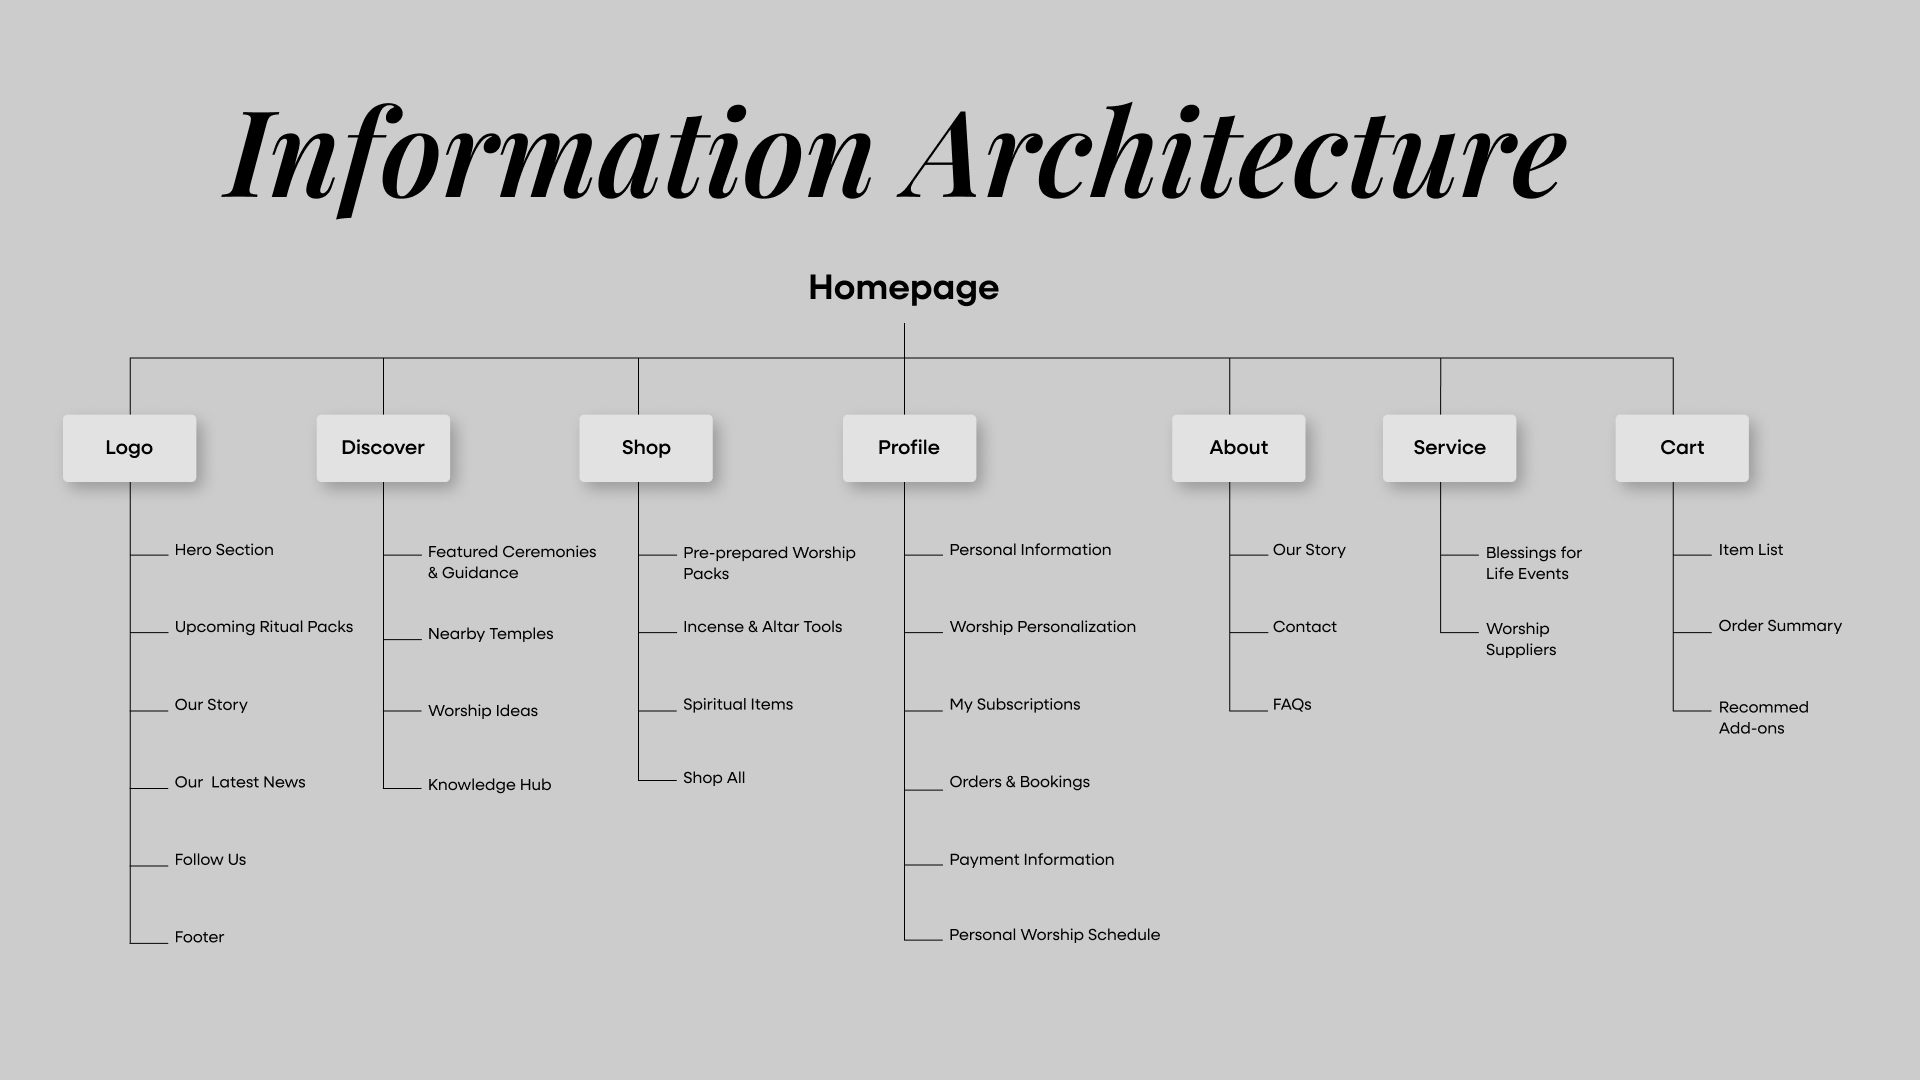 Information Architecture
Homepage
Logo
Discover
Shop
Profile
About
Service
Cart
Hero Section
Upcoming Ritual Packs
Our Story
Our  Latest News
Follow Us
Footer
Featured Ceremonies
& Guidance
Nearby Temples
Worship Ideas
Knowledge Hub
Pre-prepared Worship
Packs
Incense & Altar Tools
Spiritual Items
Shop All
Personal Information
Worship Personalization
My Subscriptions
Orders & Bookings
Payment Information
Personal Worship Schedule
Our Story
Contact
FAQs
Blessings for
Life Events
Worship
Suppliers
Item List
Order Summary
Recommed
Add-ons